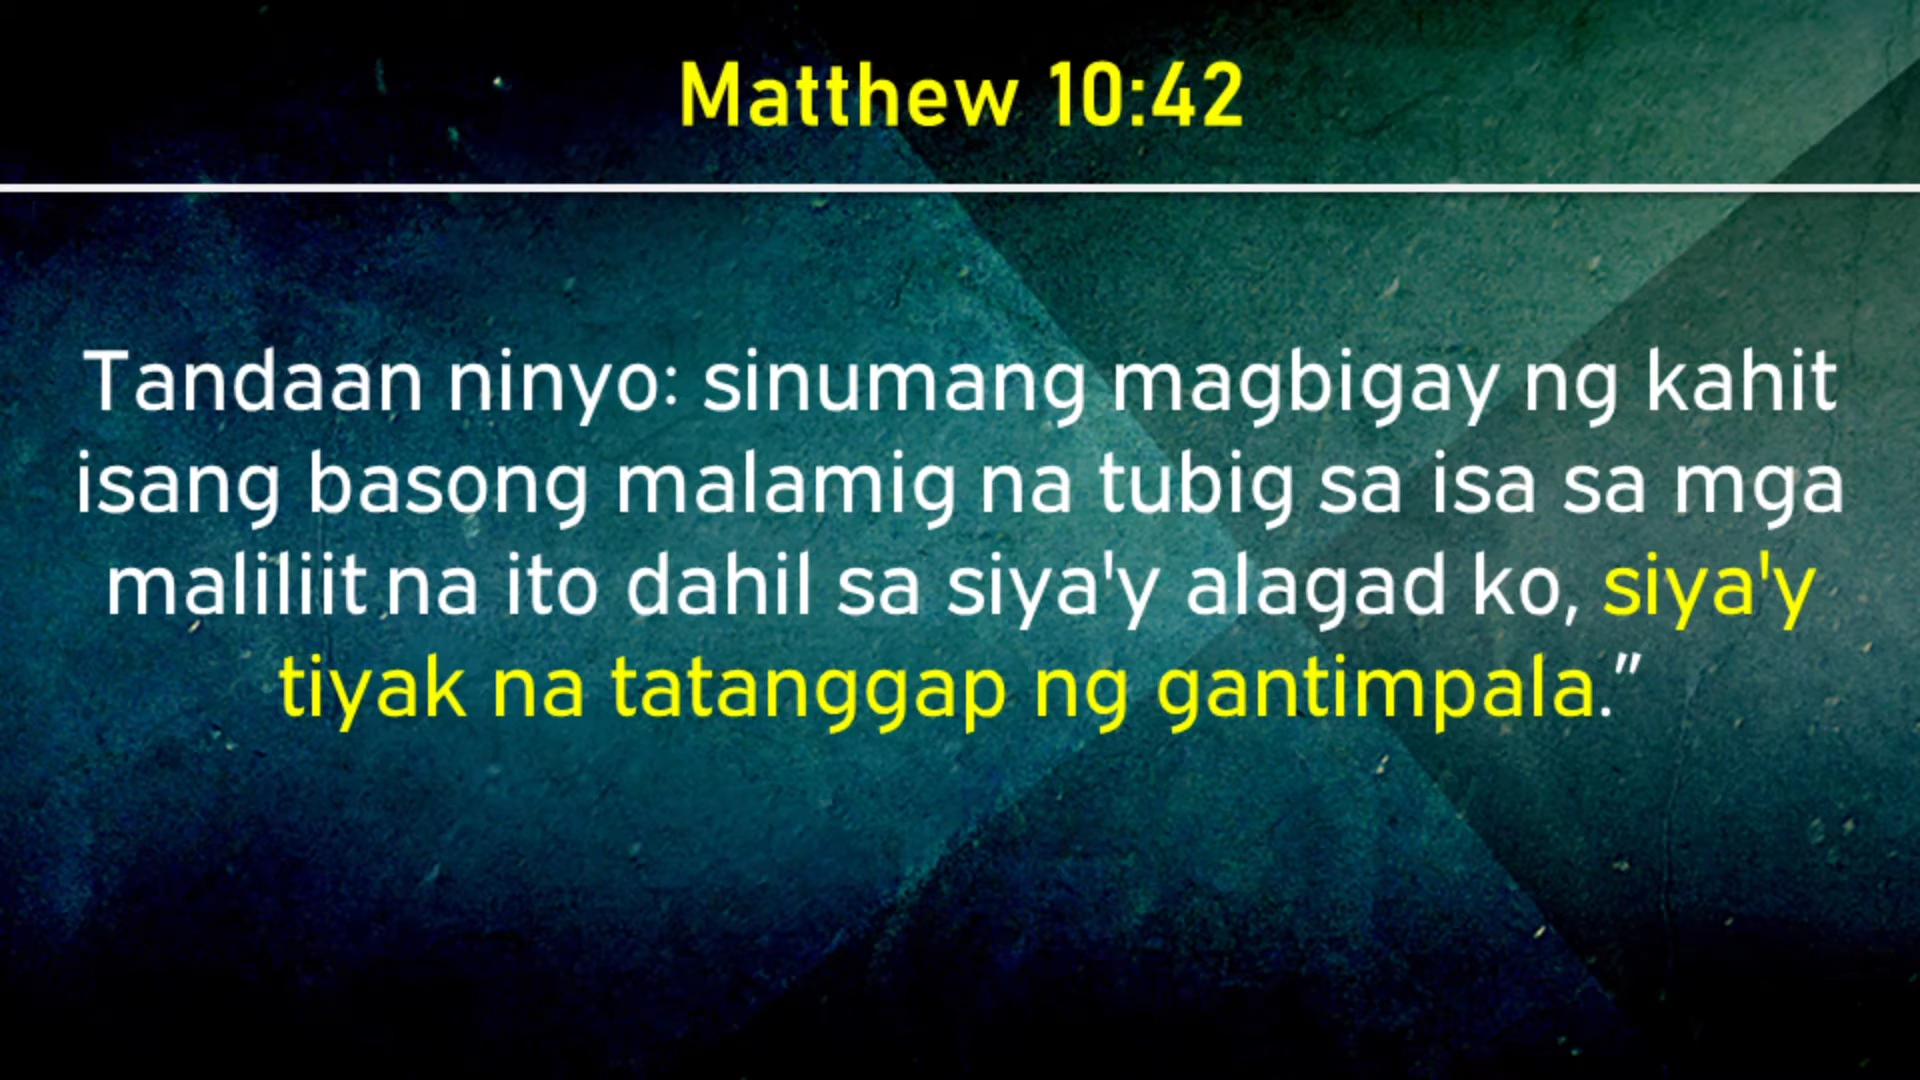 Matthew 10:42
Tandaan ninyo: sinumang magbigay ng kahit
isang basong malamig na tubig sa isa sa mga
maliliit na ito dahil sa siya'y alagad ko, siya'y
tiyak na tatanggap ng gantimpala.”